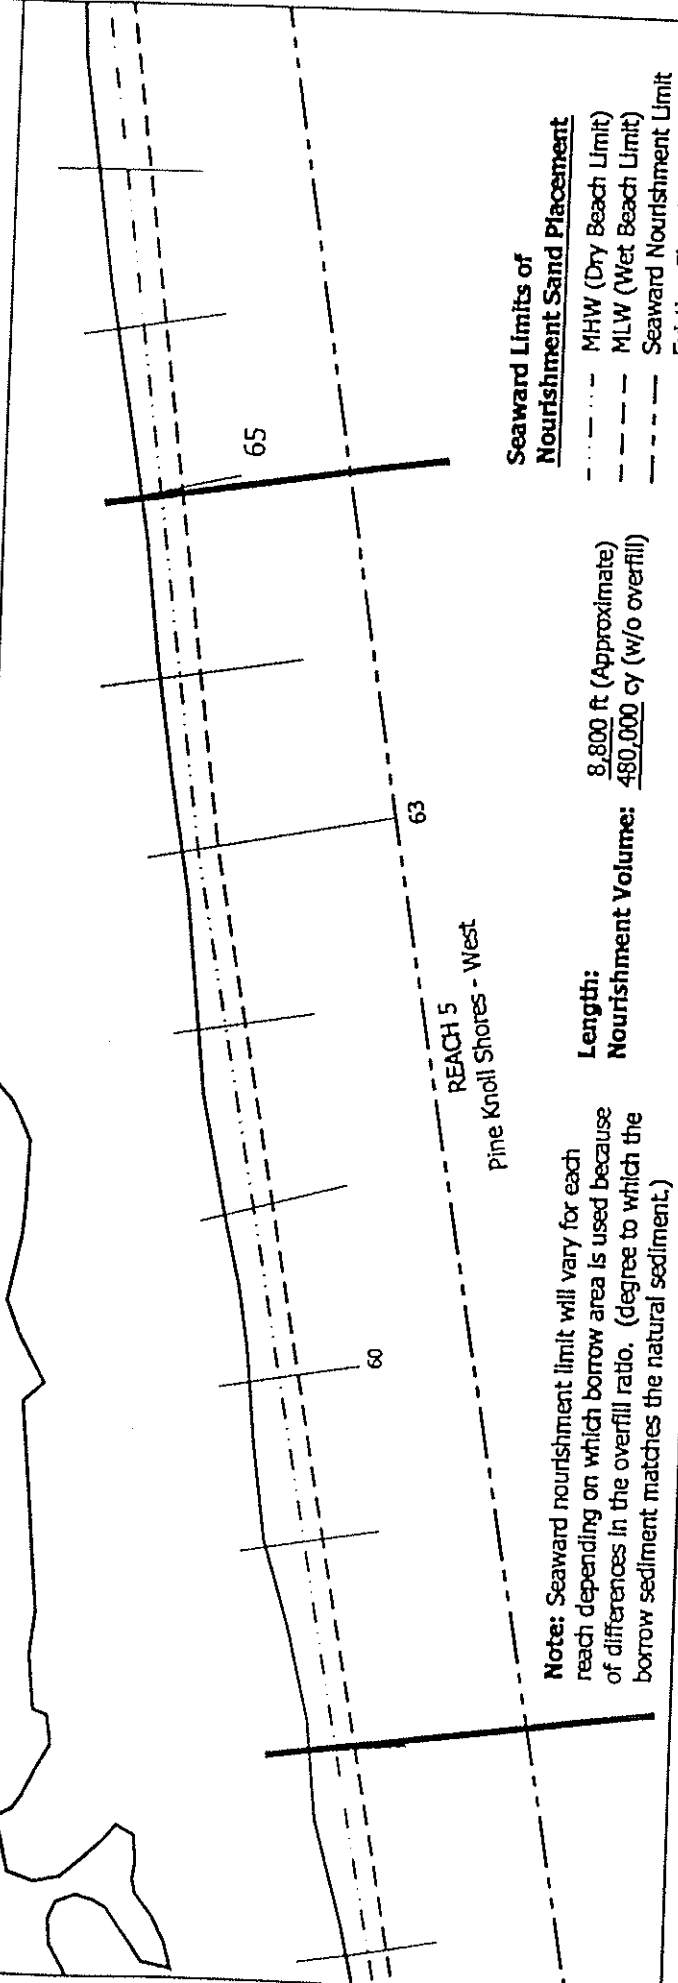 65
63
60
REACH 5
Pine Knoll Shores - West
Note: Seaward nourishment limit will vary for each
reach depending on which borrow area is used because
of differences in the overfill ratio. (degree to which the
borrow sediment matches the natural sediment.)
Length: 8,800 ft (Approximate)
Nourishment Volume: 480,000 cy (w/o overfill)
Seaward Limits of
Nourishment Sand Placement
MHW (Dry Beach Limit)
MLW (Wet Beach Limit)
Seaward Nourishment Limit